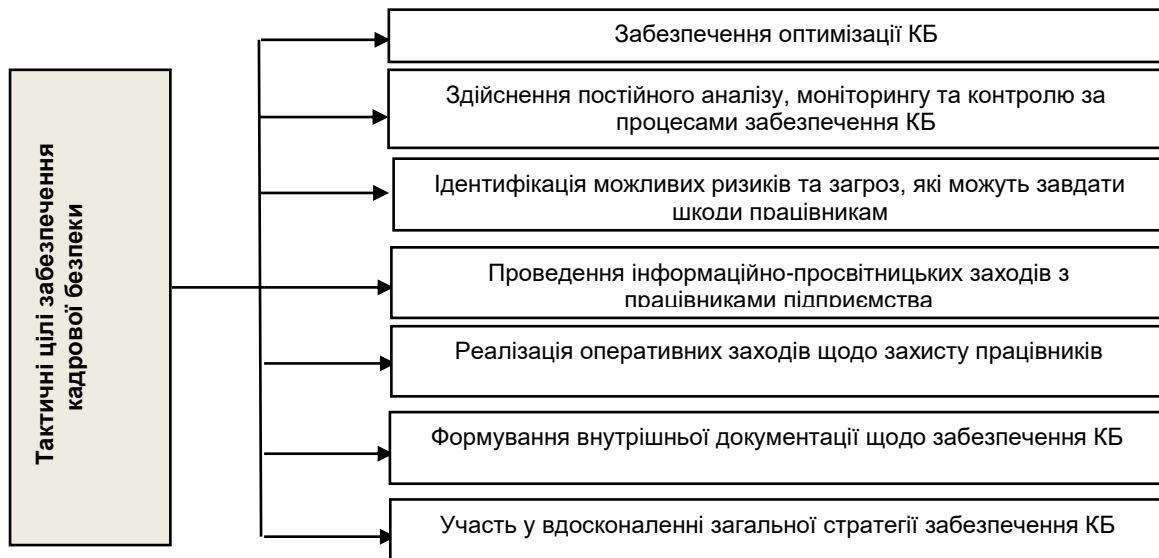 Тактичні цілі забезпечення
кадрової безпеки
Забезпечення оптимізації КБ
Здійснення постійного аналізу, моніторингу та контролю за
процесами забезпечення КБ
Ідентифікація можливих ризиків та загроз, які можуть завдати
шкоди працівникам
Проведення інформаційно-просвітницьких заходів з
працівниками підприємства
Реалізація оперативних заходів щодо захисту працівників
Формування внутрішньої документації щодо забезпечення КБ
Участь у вдосконаленні загальної стратегії забезпечення КБ